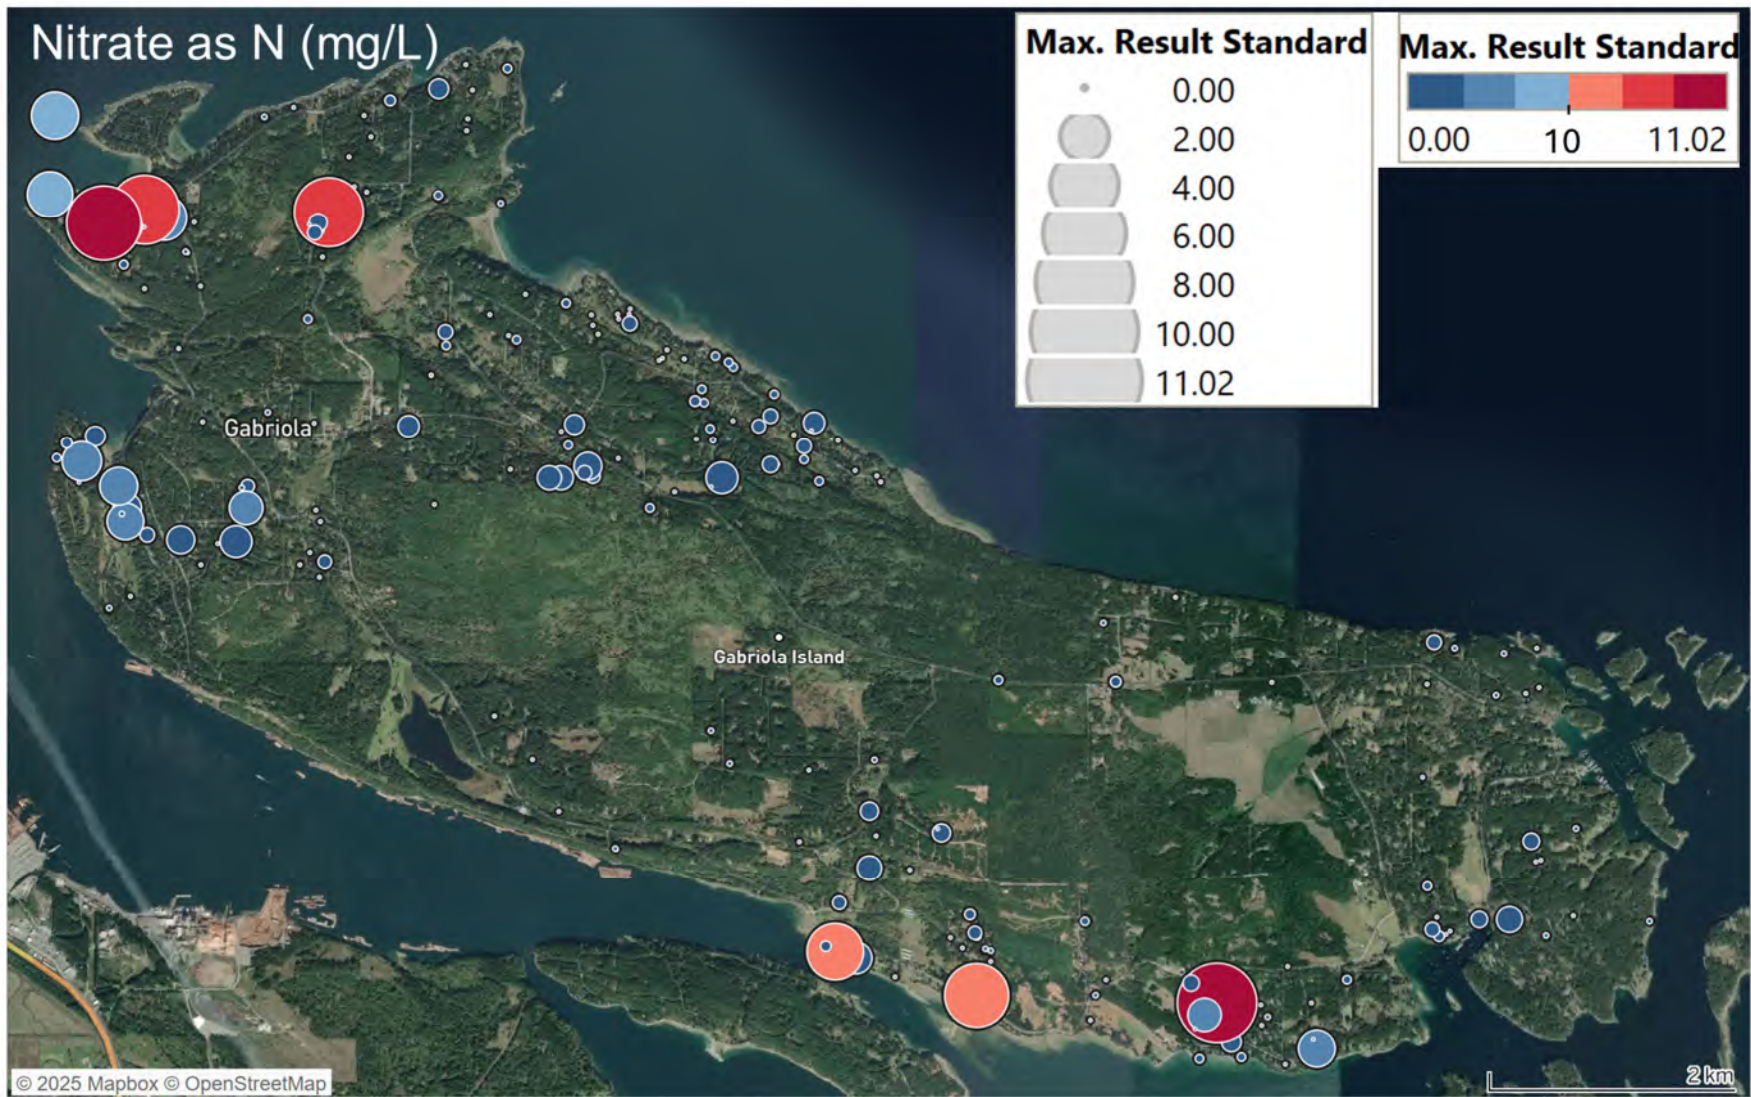 Nitrate as N (mg/L)
Max. Result Standard
0.00
2.00
4.00
6.00
8.00
10.00
11.02
Max. Result Standard
0.00 10 11.02
Gabriola
Gabriola Island
© 2025 Mapbox © OpenStreetMap
2 km